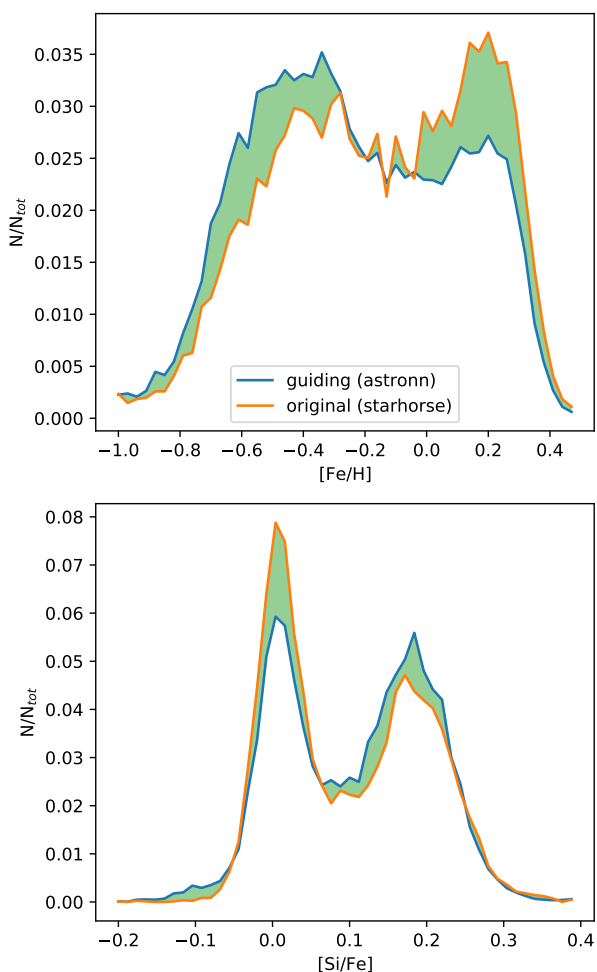 0.035
0.030
0.025
0.020
0.015
0.010
0.005
0.000
N/N_tot
guiding (astronn)
original (starhorse)
−1.0 −0.8 −0.6 −0.4 −0.2 0.0 0.2 0.4
[Fe/H]
0.08
0.07
0.06
0.05
0.04
0.03
0.02
0.01
0.00
N/N_tot
−0.2 −0.1 0.0 0.1 0.2 0.3 0.4
[Si/Fe]